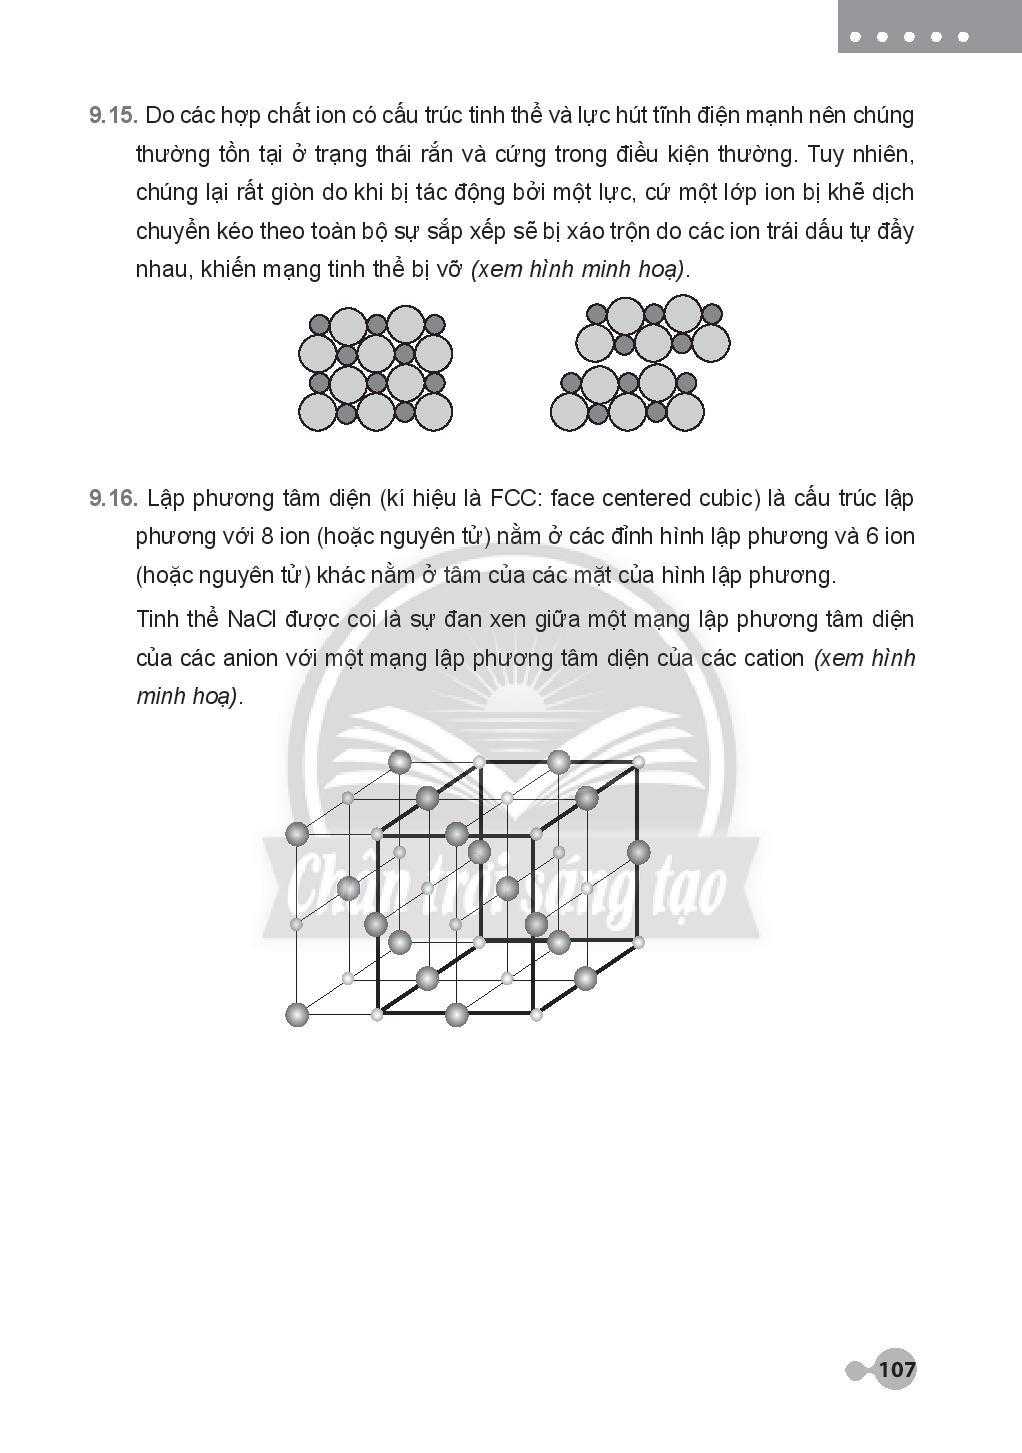 9.15. Do các hợp chất ion có cấu trúc tinh thể và lực hút tĩnh điện mạnh nên chúng
thường tồn tại ở trạng thái rắn và cứng trong điều kiện thường. Tuy nhiên,
chúng lại rất giòn do khi bị tác động bởi một lực, cứ một lớp ion bị khẽ dịch
chuyển kéo theo toàn bộ sự sắp xếp sẽ bị xáo trộn do các ion trái dấu tự đẩy
nhau, khiến mạng tinh thể bị vỡ (xem hình minh hoạ).
9.16. Lập phương tâm diện (kí hiệu là FCC: face centered cubic) là cấu trúc lập
phương với 8 ion (hoặc nguyên tử) nằm ở các đỉnh hình lập phương và 6 ion
(hoặc nguyên tử) khác nằm ở tâm của các mặt của hình lập phương.
Tinh thể NaCl được coi là sự đan xen giữa một mạng lập phương tâm diện
của các anion với một mạng lập phương tâm diện của các cation (xem hình
minh hoạ).
Chân trời sáng tạo
107